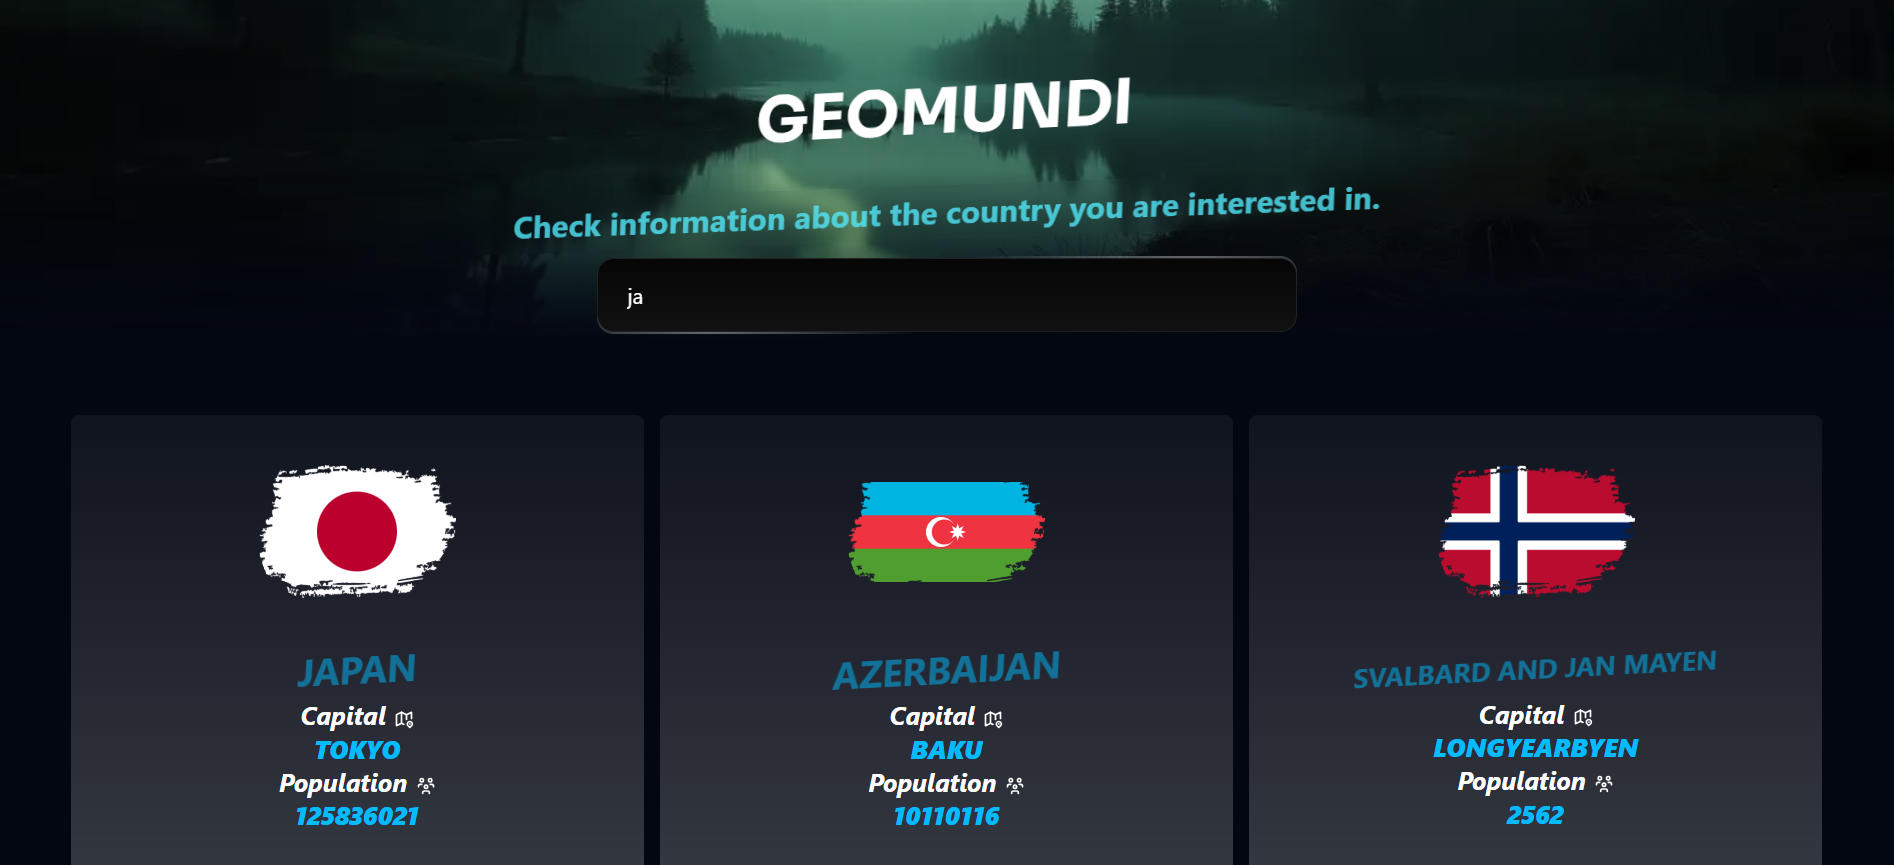 GEOMUNDI
Check information about the country you are interested in.
ja
JAPAN
Capital
TOKYO
Population
125836021
AZERBAIJAN
Capital
BAKU
Population
10110116
SVALBARD AND JAN MAYEN
Capital
LONGYEARBYEN
Population
2562